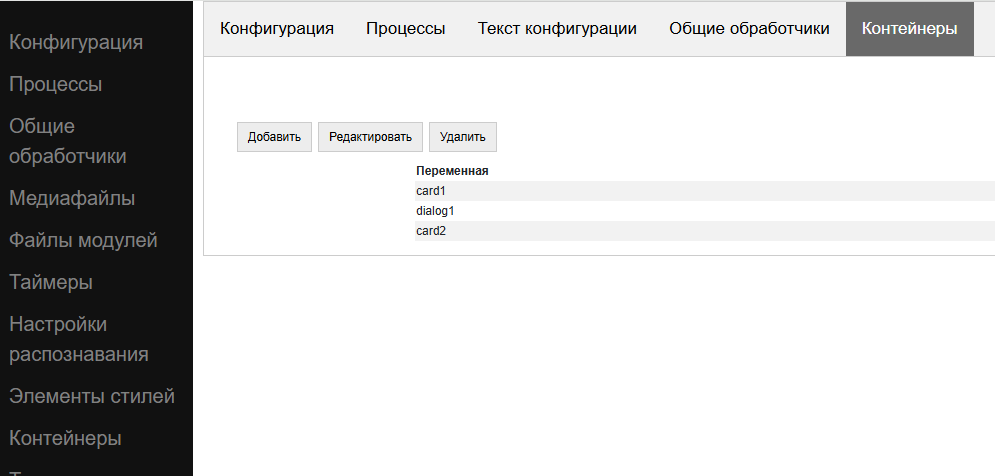 Конфигурация
Процессы
Общие
обработчики
Медиафайлы
Файлы модулей
Таймеры
Настройки
распознавания
Элементы стилей
Контейнеры
Конфигурация Процессы Текст конфигурации Общие обработчики Контейнеры
Добавить Редактировать Удалить
Переменная
card1
dialog1
card2